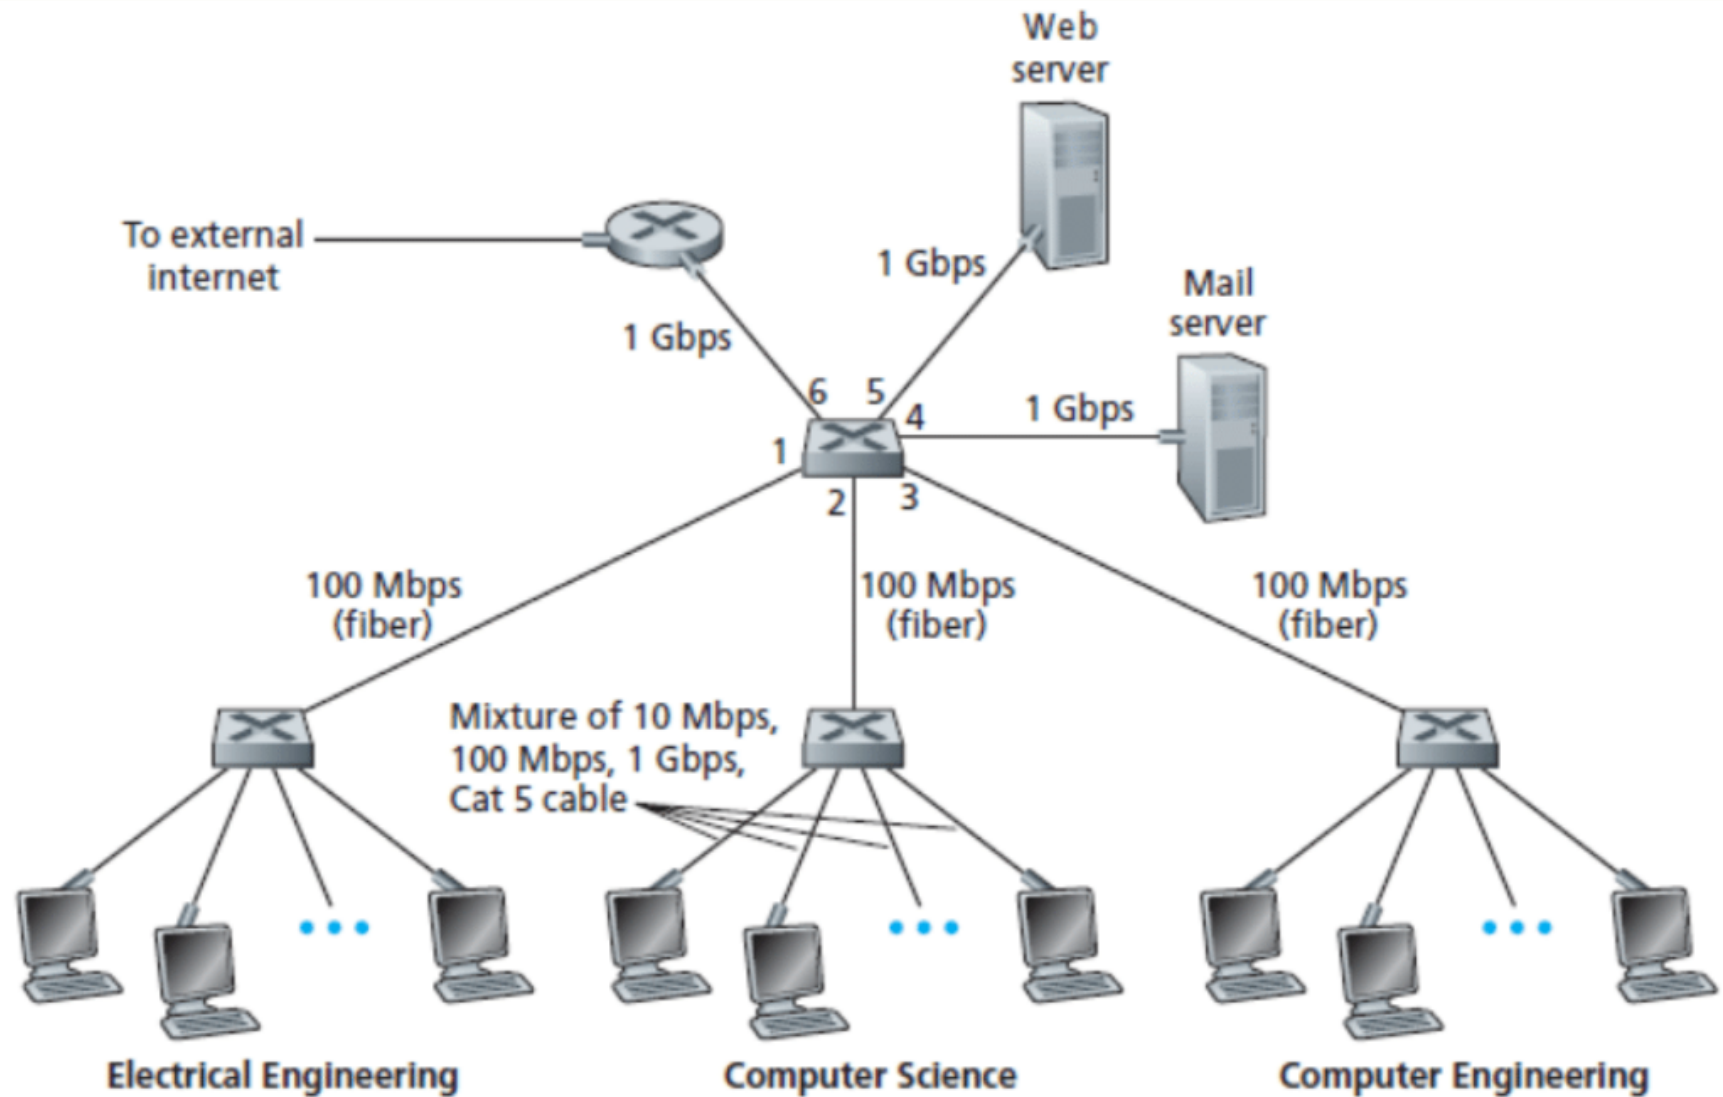 Web
server
To external
internet
1 Gbps
Mail
server
1 Gbps
1 Gbps
6
5
4
1
2
3
100 Mbps
(fiber)
100 Mbps
(fiber)
100 Mbps
(fiber)
Mixture of 10 Mbps,
100 Mbps, 1 Gbps,
Cat 5 cable
Electrical Engineering
Computer Science
Computer Engineering